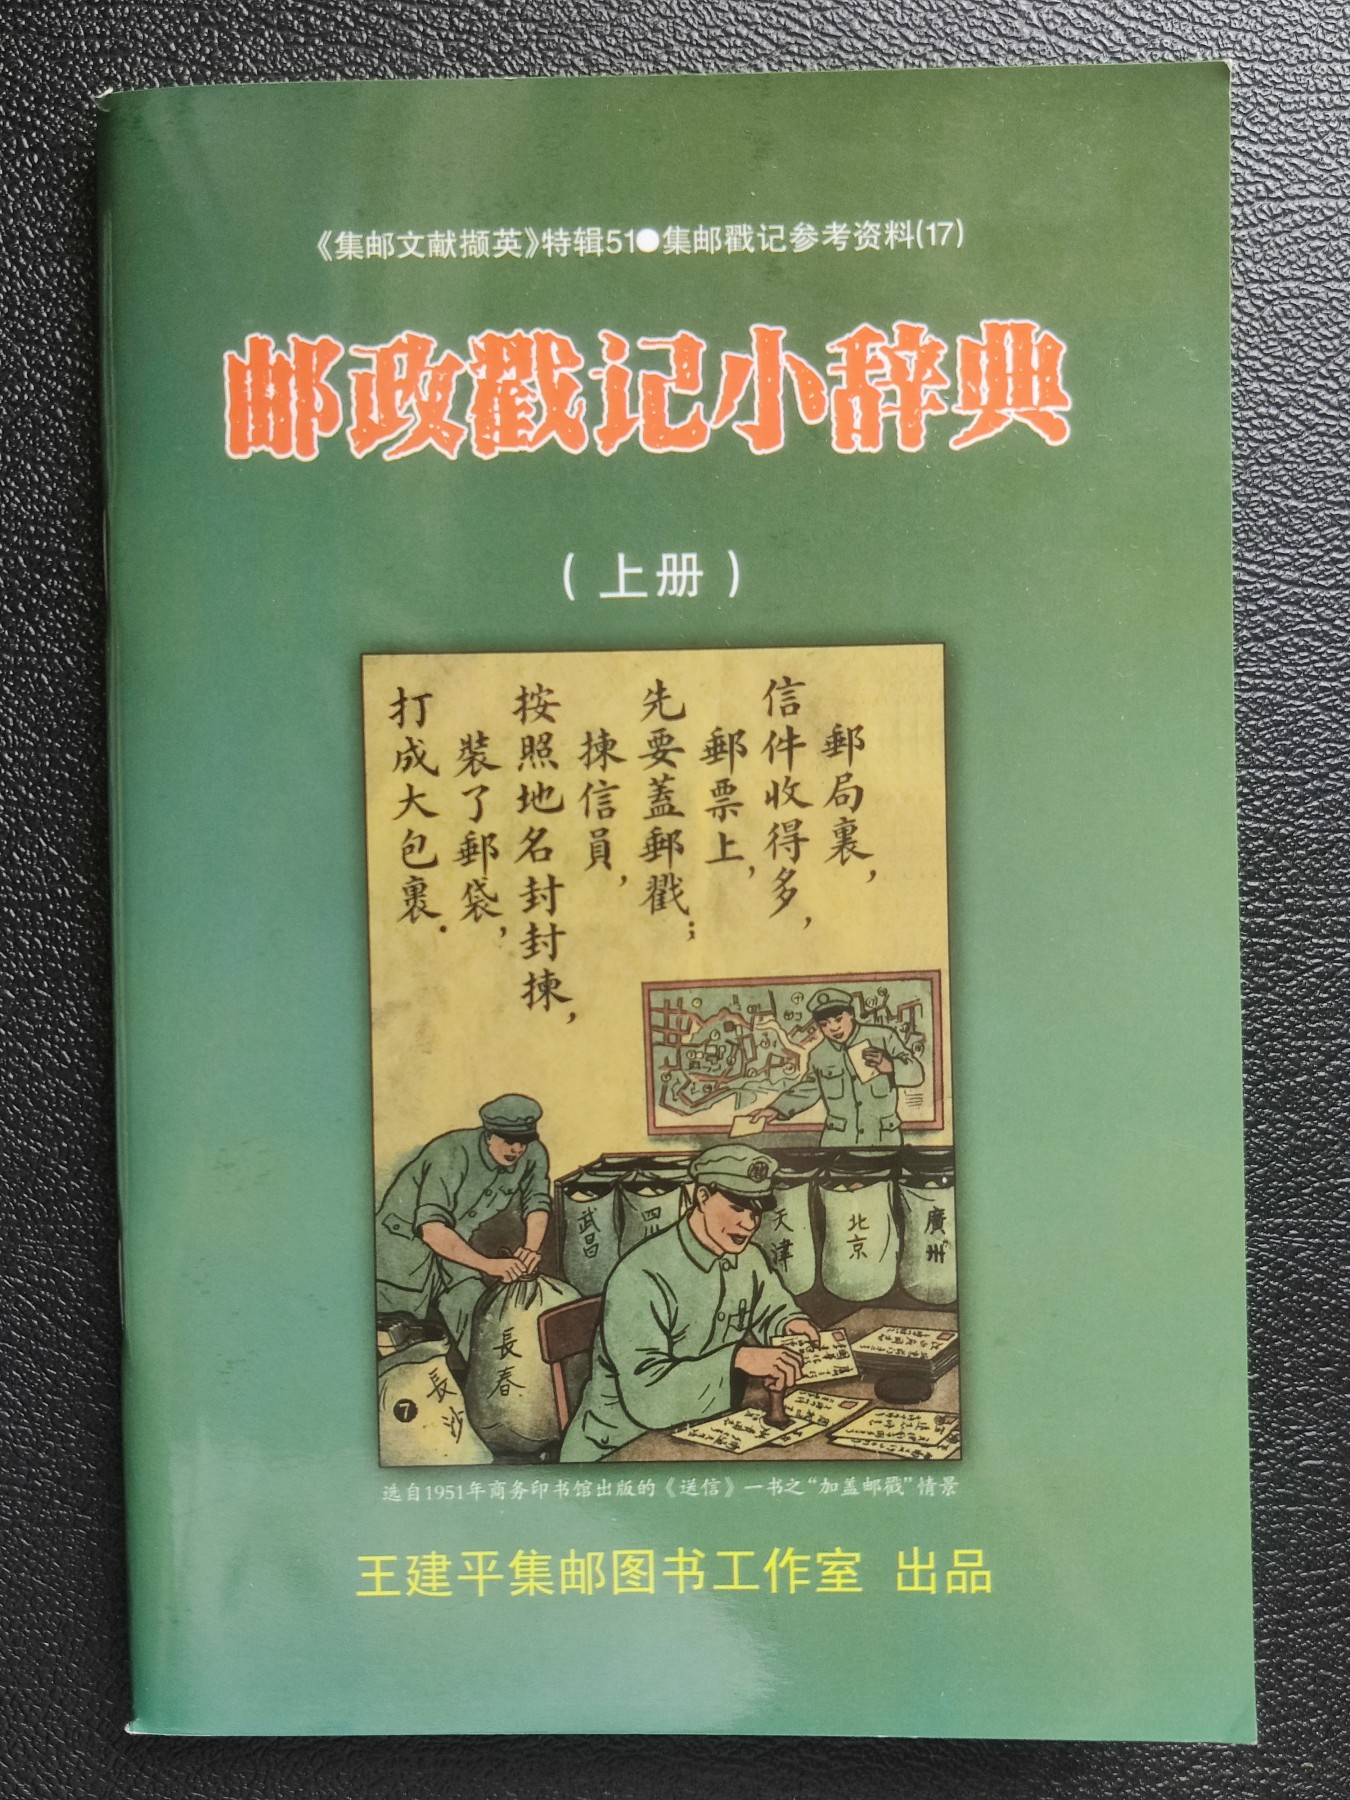 《集邮文献撷英》特辑51●集邮戳记参考资料(17)
邮政戳记小辞典
（上册）
郵局裏，
信件收得多，
郵票上，
先要蓋郵戳；
揀信員，
按照地名封封揀，
裝了郵袋，
打成大包裹．
武昌
四川
天津
北京
廣州
長春
長沙
7
选自1951年商务印书馆出版的《送信》一书之“加盖邮戳”情景
王建平集邮图书工作室 出品